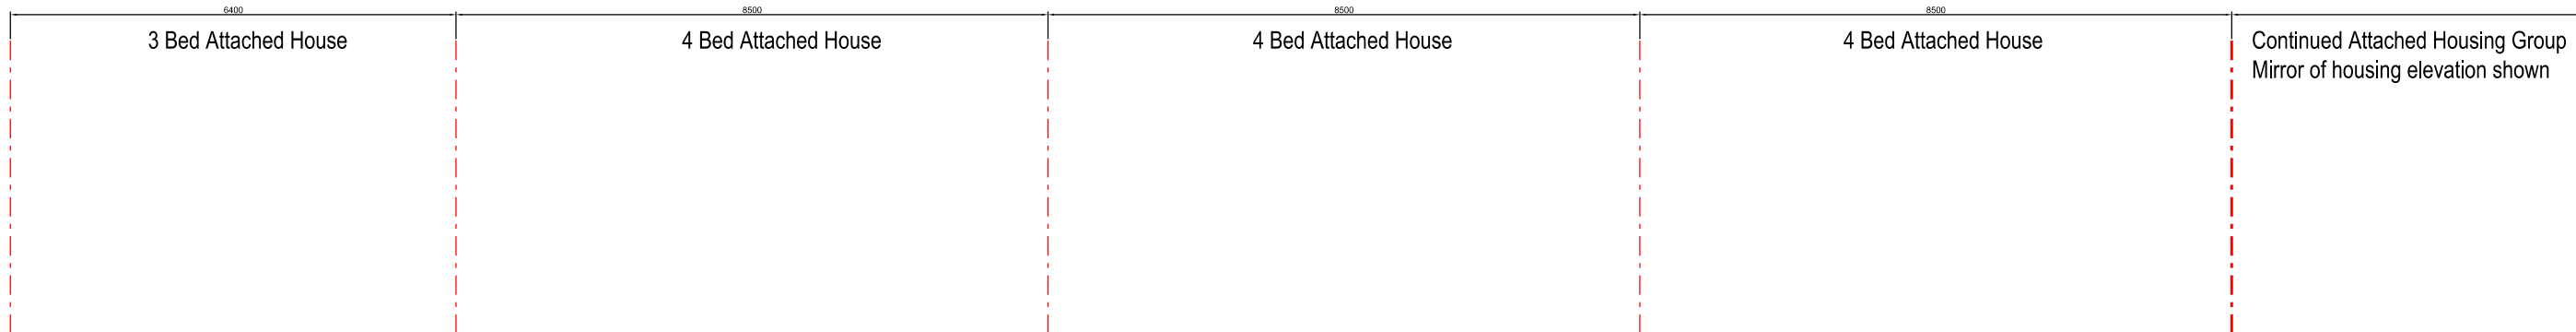 6400 8500 8500 8500
3 Bed Attached House 4 Bed Attached House 4 Bed Attached House 4 Bed Attached House Continued Attached Housing Group
Mirror of housing elevation shown